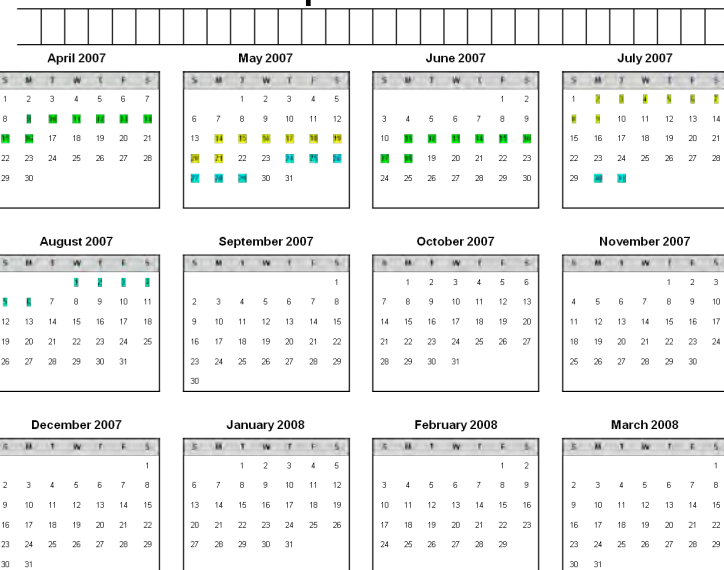 April 2007 May 2007 June 2007 July 2007
S M T W T F S S M T W T F S S M T W T F S S M T W T F S
1 2 3 4 5 6 7 1 2 3 4 5 1 2 1 2 3 4 5 6 7
8 9 10 11 12 13 14 6 7 8 9 10 11 12 3 4 5 6 7 8 9 8 9 10 11 12 13 14
15 16 17 18 19 20 21 13 14 15 16 17 18 19 10 11 12 13 14 15 16 15 16 17 18 19 20 21
22 23 24 25 26 27 28 20 21 22 23 24 25 26 17 18 19 20 21 22 23 22 23 24 25 26 27 28
29 30 27 28 29 30 31 24 25 26 27 28 29 30 29 30 31
August 2007 September 2007 October 2007 November 2007
S M T W T F S S M T W T F S S M T W T F S S M T W T F S
1 2 3 4 1 1 2 3 4 5 6 1 2 3
5 6 7 8 9 10 11 2 3 4 5 6 7 8 7 8 9 10 11 12 13 4 5 6 7 8 9 10
12 13 14 15 16 17 18 9 10 11 12 13 14 15 14 15 16 17 18 19 20 11 12 13 14 15 16 17
19 20 21 22 23 24 25 16 17 18 19 20 21 22 21 22 23 24 25 26 27 18 19 20 21 22 23 24
26 27 28 29 30 31 23 24 25 26 27 28 29 28 29 30 31 25 26 27 28 29 30
30
December 2007 January 2008 February 2008 March 2008
S M T W T F S S M T W T F S S M T W T F S S M T W T F S
1 1 2 3 4 5 1 2 1
2 3 4 5 6 7 8 6 7 8 9 10 11 12 3 4 5 6 7 8 9 2 3 4 5 6 7 8
9 10 11 12 13 14 15 13 14 15 16 17 18 19 10 11 12 13 14 15 16 9 10 11 12 13 14 15
16 17 18 19 20 21 22 20 21 22 23 24 25 26 17 18 19 20 21 22 23 16 17 18 19 20 21 22
23 24 25 26 27 28 29 27 28 29 30 31 24 25 26 27 28 29 23 24 25 26 27 28 29
30 31 30 31